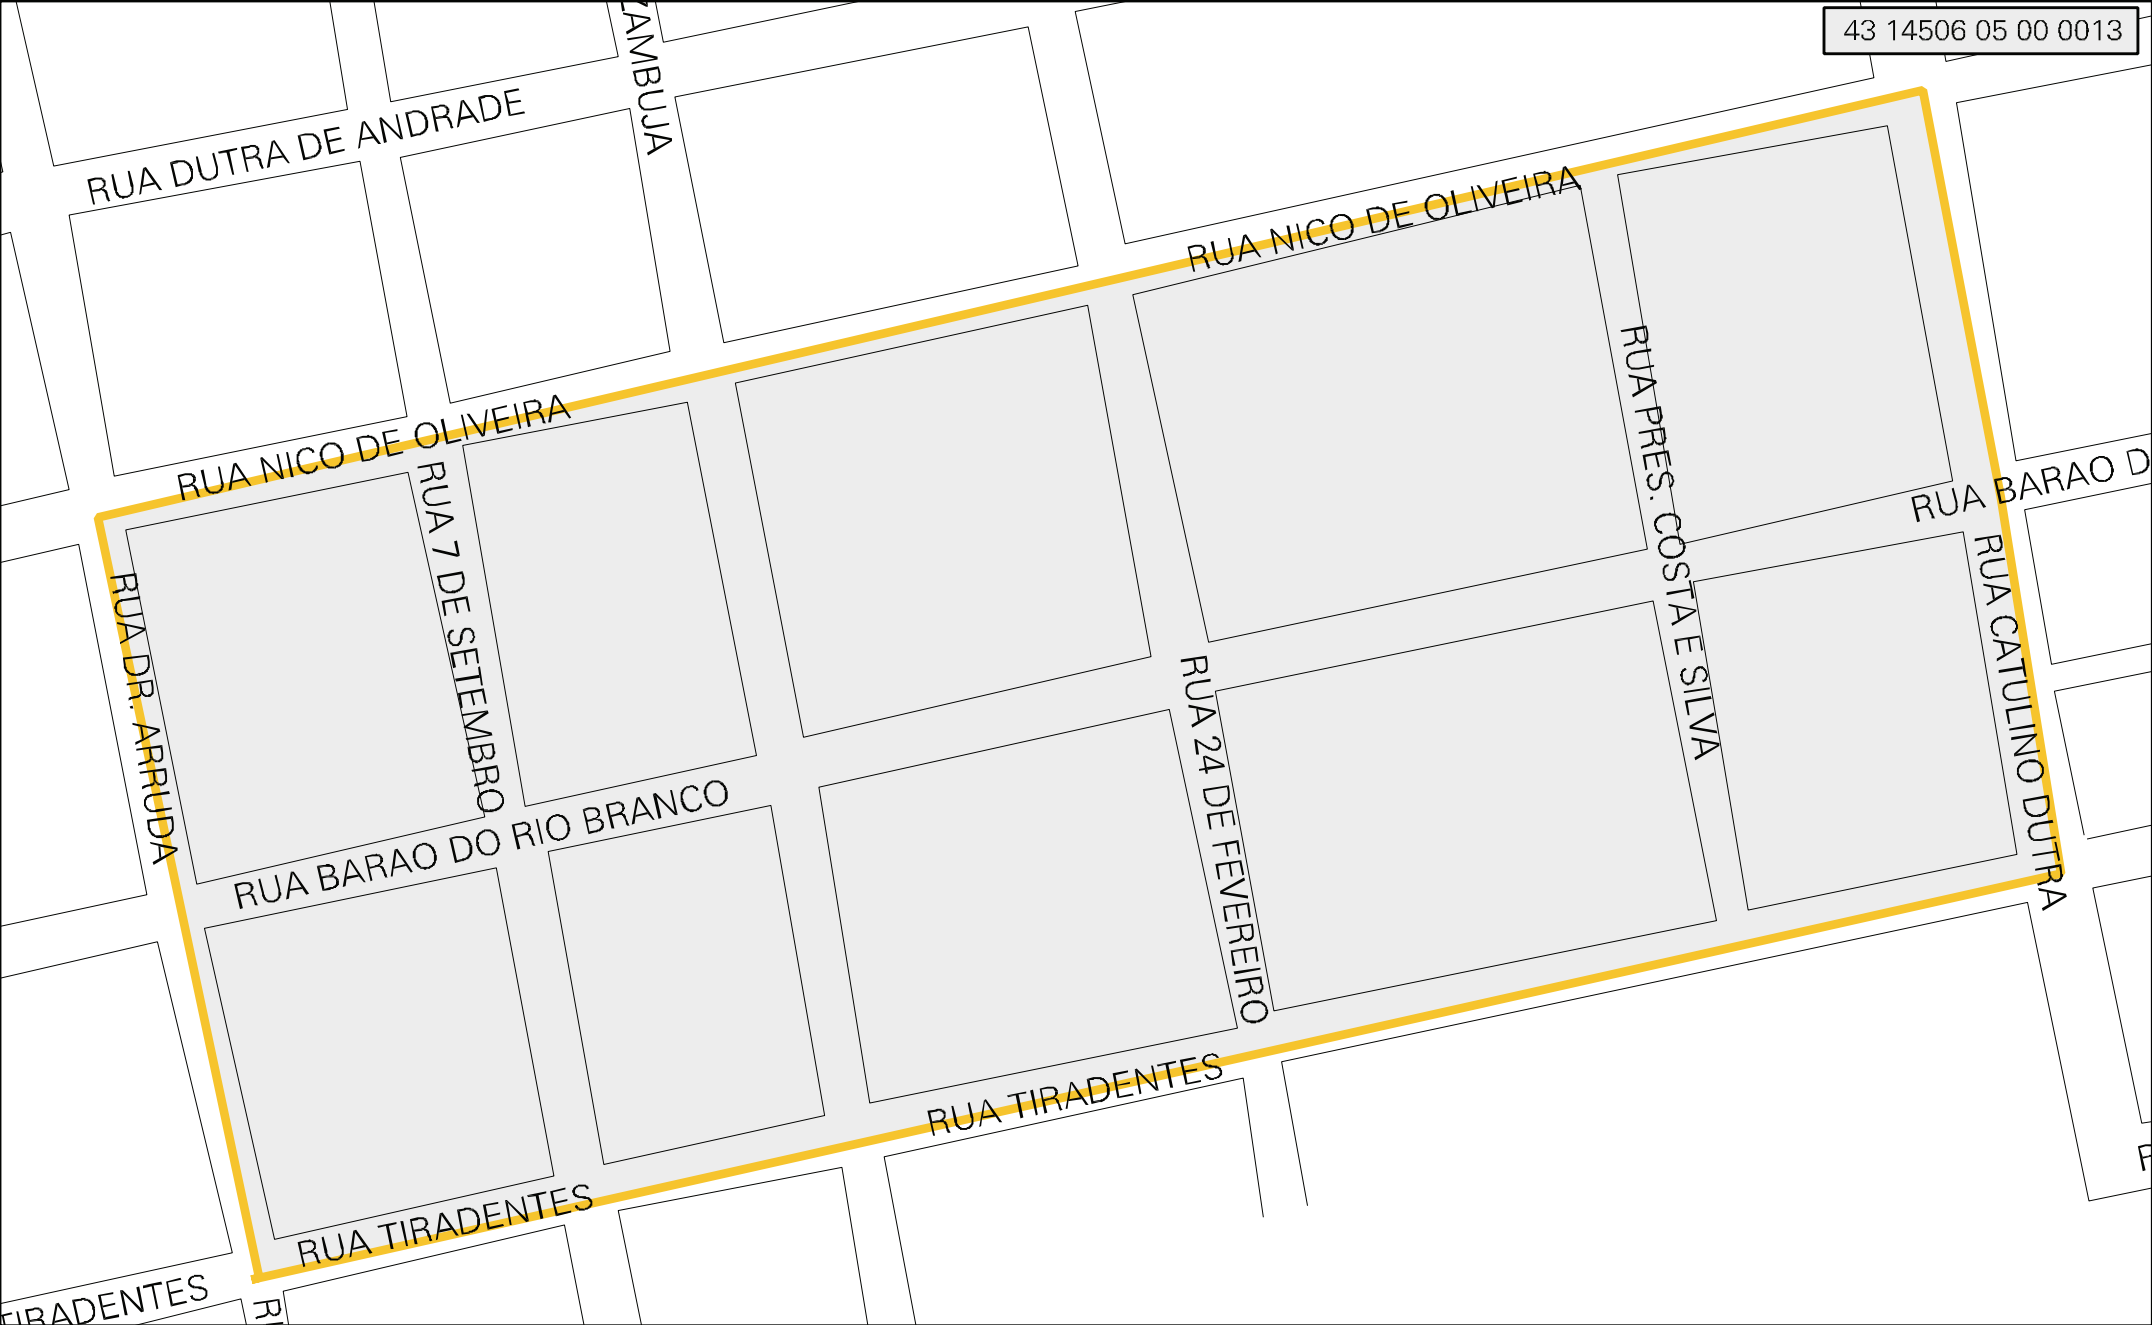 43 14506 05 00 0013
ZAMBUJA
RUA DUTRA DE ANDRADE
RUA NICO DE OLIVEIRA
RUA NICO DE OLIVEIRA
RUA PRES. COSTA E SILVA
RUA BARAO D
RUA 7 DE SETEMBRO
RUA DR. ARRUDA
RUA CATULINO DUTRA
RUA 24 DE FEVEREIRO
RUA BARAO DO RIO BRANCO
RUA TIRADENTES
RUA TIRADENTES
TIRADENTES